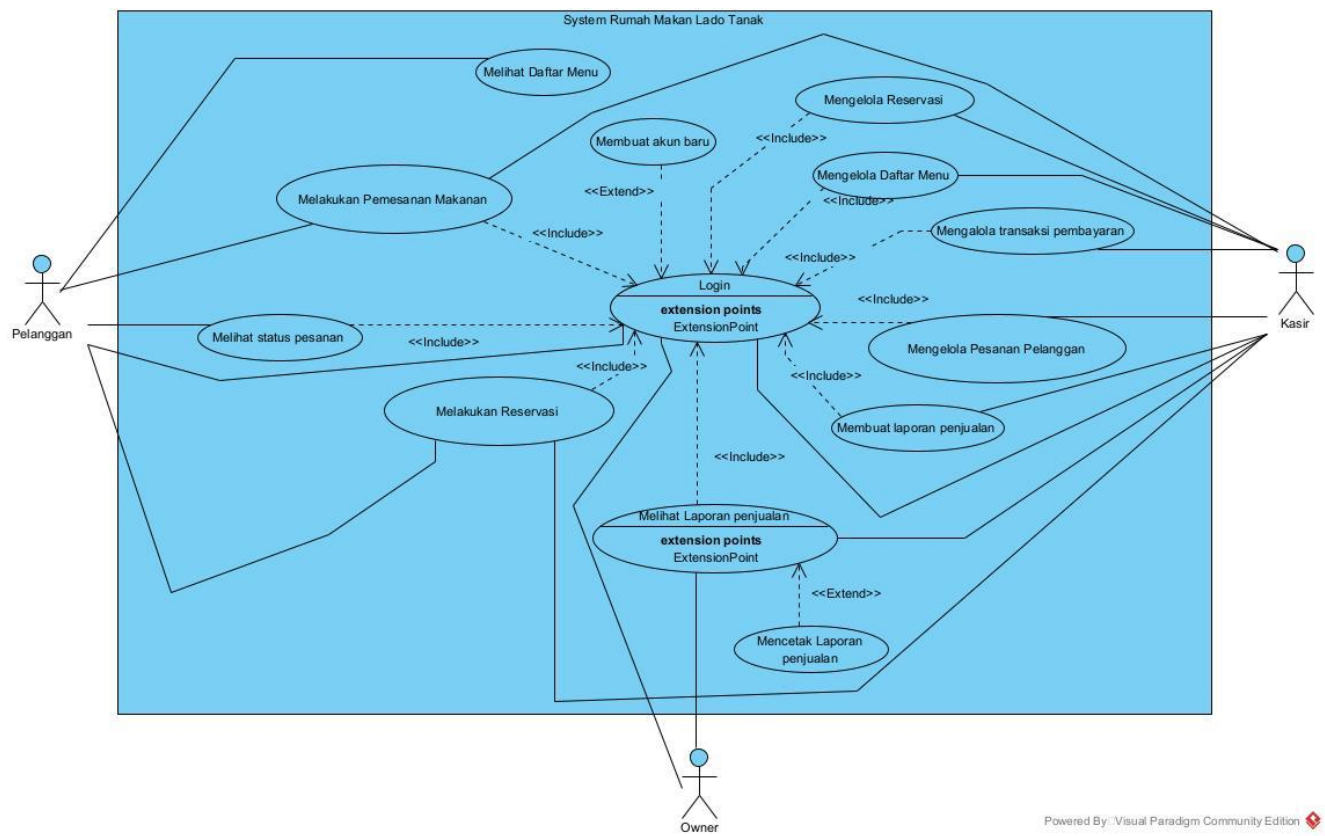 System Rumah Makan Lado Tanak
Melihat Daftar Menu
Mengelola Reservasi
Membuat akun baru
<<Include>>
Mengelola Daftar Menu
<<Extend>>
<<Include>>
Melakukan Pemesanan Makanan
<<Include>>
Mengalola transaksi pembayaran
<<Include>>
Login
extension points
ExtensionPoint
<<Include>>
Pelanggan
Kasir
Melihat status pesanan
<<Include>>
Mengelola Pesanan Pelanggan
<<Include>>
<<Include>>
Melakukan Reservasi
Membuat laporan penjualan
<<Include>>
Melihat Laporan penjualan
extension points
ExtensionPoint
<<Extend>>
Mencetak Laporan
penjualan
Owner
Powered By Visual Paradigm Community Edition